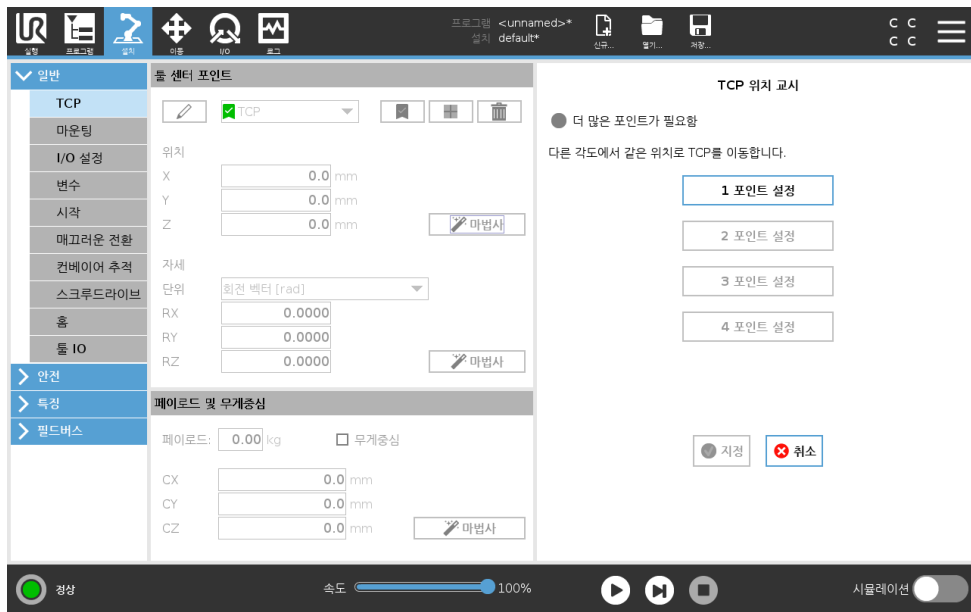 UR
실행 프로그램 설치 이동 I/O 로그
프로그램 <unnamed>*
설치 default*
신규... 열기... 저장...
C C
C C
일반
TCP
마운팅
I/O 설정
변수
시작
매끄러운 전환
컨베이어 추적
스크루드라이브
홈
툴 IO
안전
특징
필드버스
툴 센터 포인트
TCP
위치
X 0.0 mm
Y 0.0 mm
Z 0.0 mm 마법사
자세
단위 회전 벡터 [rad]
RX 0.0000
RY 0.0000
RZ 0.0000 마법사
페이로드 및 무게중심
페이로드: 0.00 kg 무게중심
CX 0.0 mm
CY 0.0 mm
CZ 0.0 mm 마법사
TCP 위치 교시
더 많은 포인트가 필요함
다른 각도에서 같은 위치로 TCP를 이동합니다.
1 포인트 설정
2 포인트 설정
3 포인트 설정
4 포인트 설정
지정 취소
정상 속도 100% 시뮬레이션